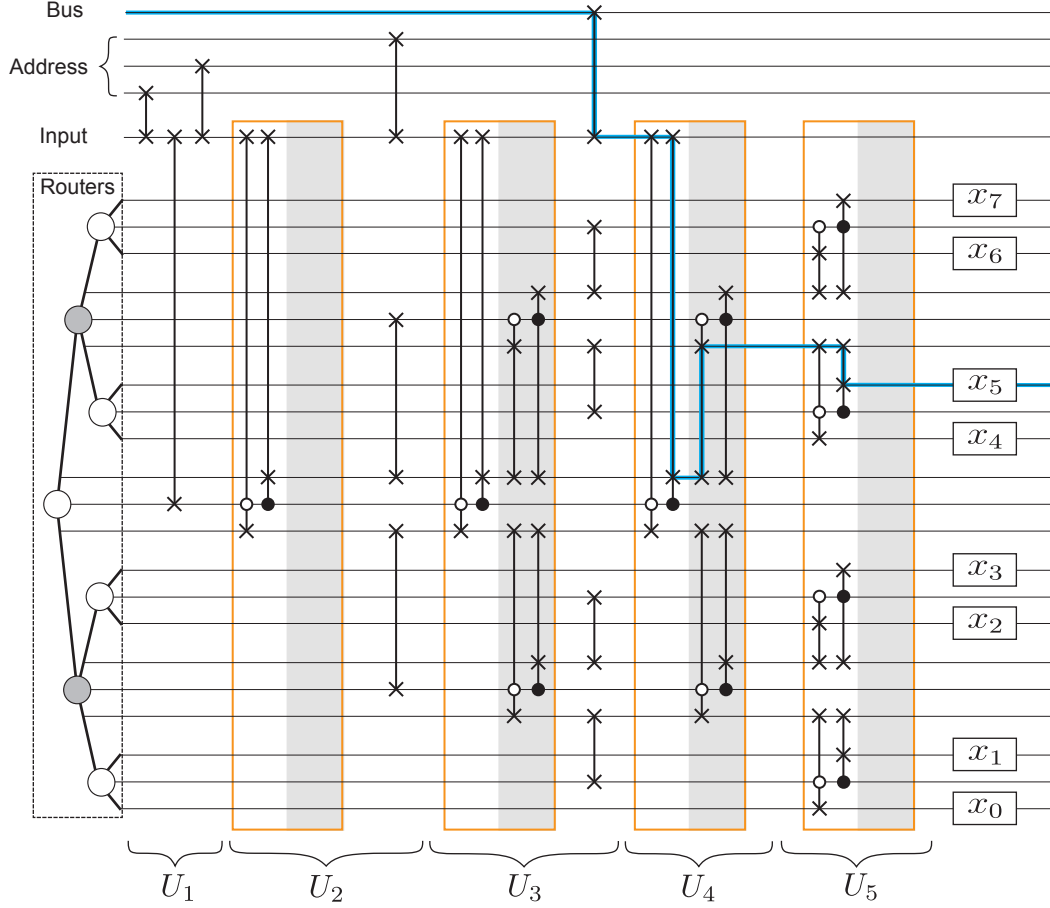 Bus
Address
Input
Routers
x₇
x₆
x₅
x₄
x₃
x₂
x₁
x₀
U₁ U₂ U₃ U₄ U₅